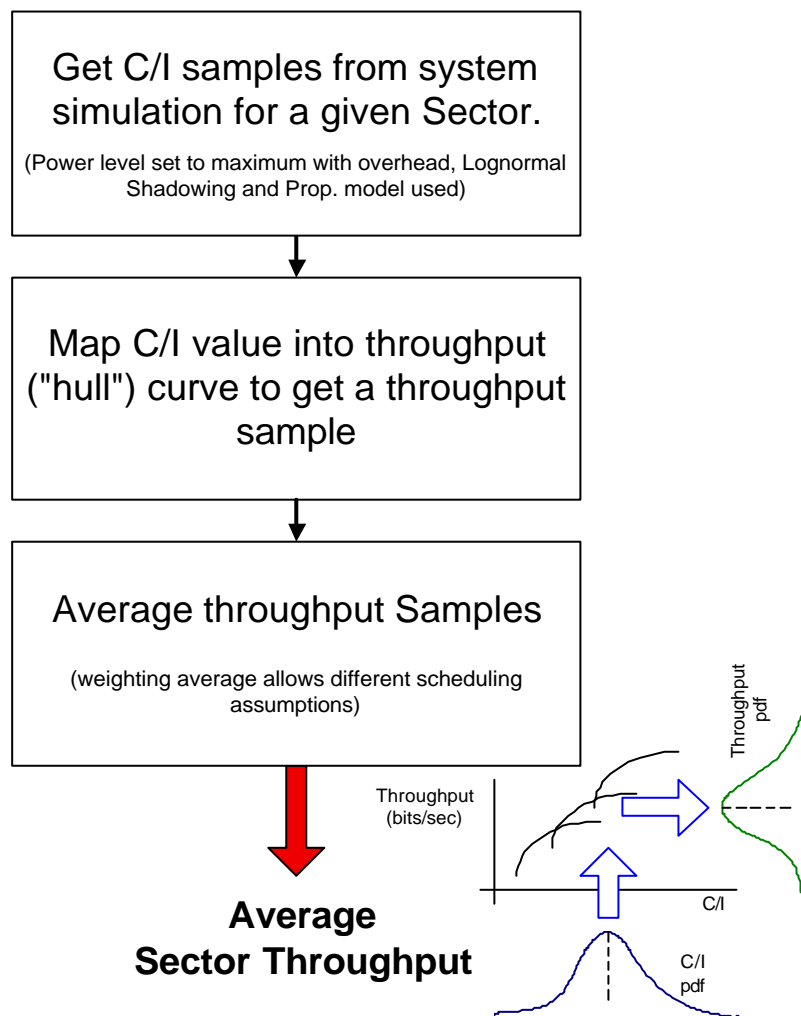 Get C/I samples from system
simulation for a given Sector.
(Power level set to maximum with overhead, Lognormal
Shadowing and Prop. model used)
Map C/I value into throughput
("hull") curve to get a throughput
sample
Average throughput Samples
(weighting average allows different scheduling
assumptions)
Average
Sector Throughput
Throughput
(bits/sec)
C/I
Throughput
pdf
C/I
pdf